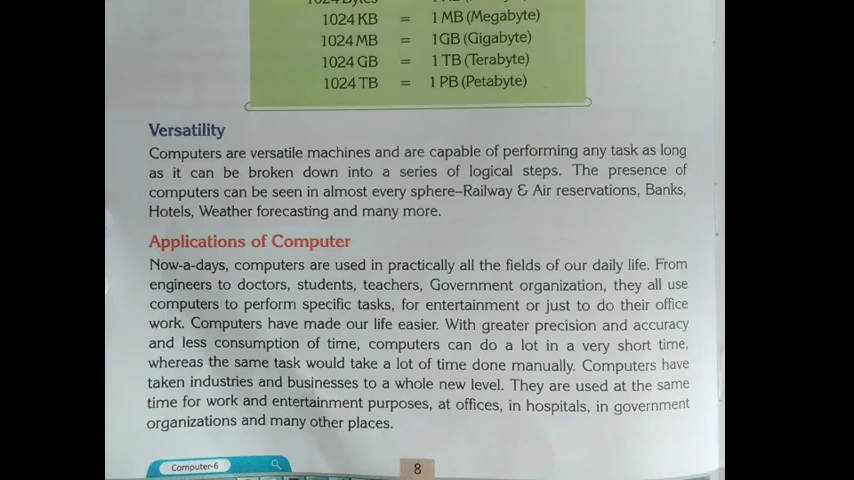 1024 Bytes
1024 KB = 1 MB (Megabyte)
1024 MB = 1GB (Gigabyte)
1024 GB = 1 TB (Terabyte)
1024 TB = 1 PB (Petabyte)
Versatility
Computers are versatile machines and are capable of performing any task as long
as it can be broken down into a series of logical steps. The presence of
computers can be seen in almost every sphere–Railway & Air reservations, Banks,
Hotels, Weather forecasting and many more.
Applications of Computer
Now-a-days, computers are used in practically all the fields of our daily life. From
engineers to doctors, students, teachers, Government organization, they all use
computers to perform specific tasks, for entertainment or just to do their office
work. Computers have made our life easier. With greater precision and accuracy
and less consumption of time, computers can do a lot in a very short time,
whereas the same task would take a lot of time done manually. Computers have
taken industries and businesses to a whole new level. They are used at the same
time for work and entertainment purposes, at offices, in hospitals, in government
organizations and many other places.
Computer-6
8